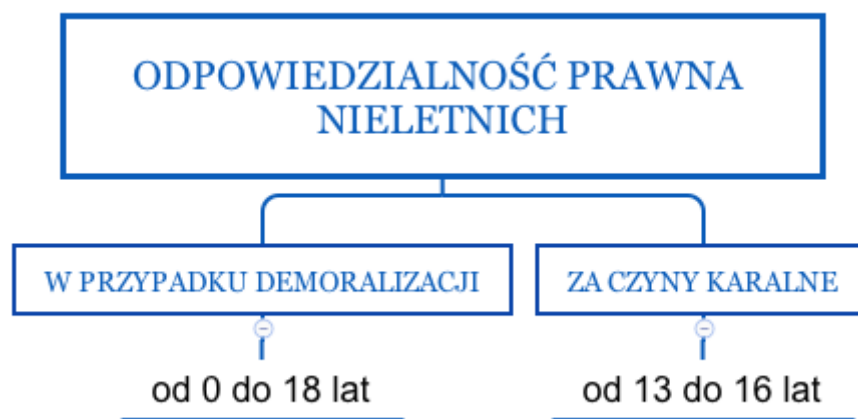 ODPOWIEDZIALNOŚĆ PRAWNA
NIELETNICH
W PRZYPADKU DEMORALIZACJI
ZA CZYNY KARALNE
od 0 do 18 lat
od 13 do 16 lat